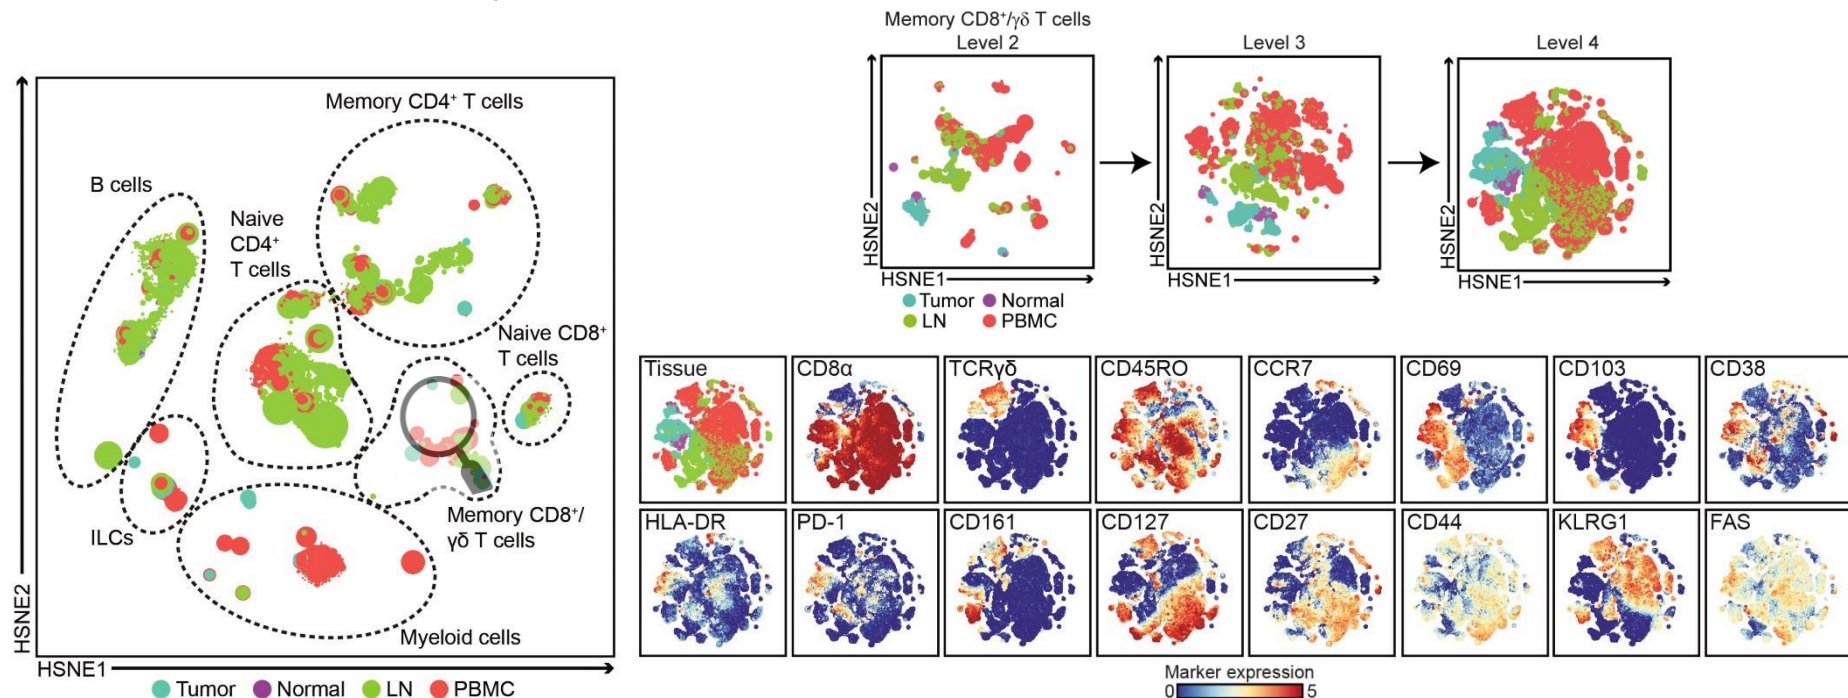 HSNE2
HSNE1
Memory CD4⁺ T cells
B cells
Naive
CD4⁺
T cells
Naive CD8⁺
T cells
Memory CD8⁺/
γδ T cells
ILCs
Myeloid cells
Tumor
Normal
LN
PBMC
Memory CD8⁺/γδ T cells
Level 2
Level 3
Level 4
HSNE2
HSNE1
HSNE2
HSNE1
HSNE2
HSNE1
Tumor
Normal
LN
PBMC
Tissue
CD8α
TCRγδ
CD45RO
CCR7
CD69
CD103
CD38
HLA-DR
PD-1
CD161
CD127
CD27
CD44
KLRG1
FAS
Marker expression
0
5